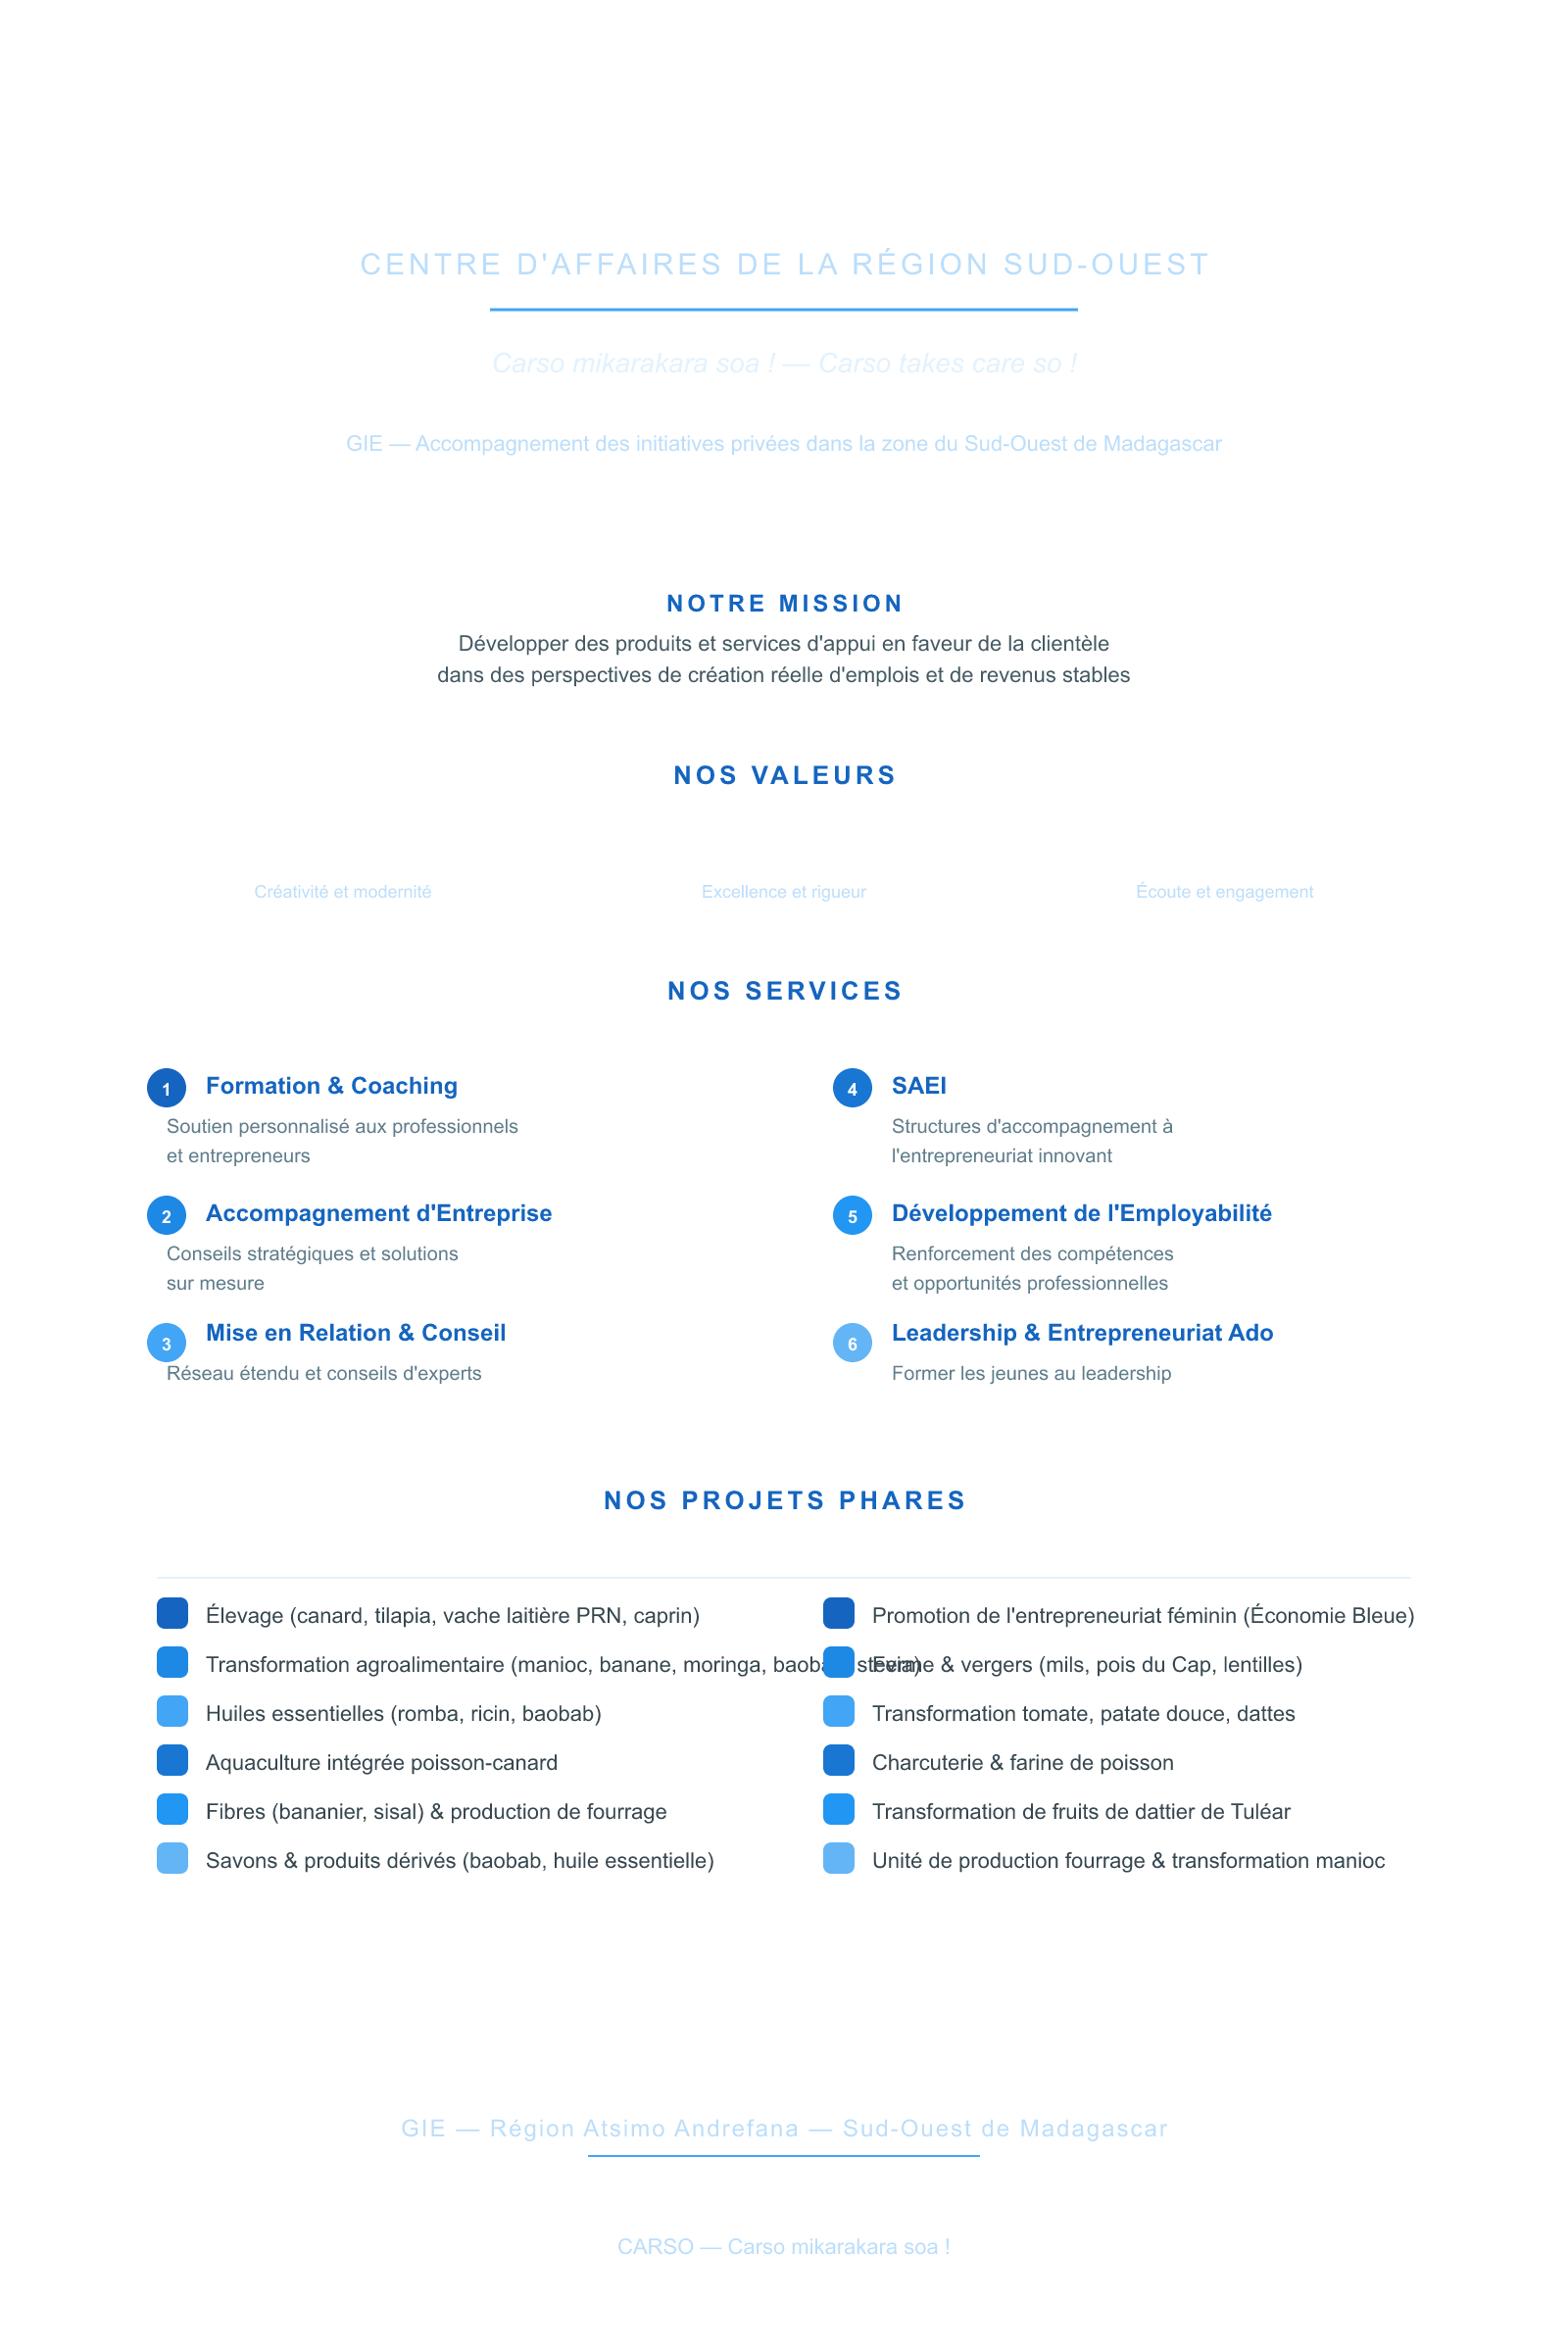 CENTRE D'AFFAIRES DE LA RÉGION SUD-OUEST
Carso mikarakara soa ! — Carso takes care so !
GIE — Accompagnement des initiatives privées dans la zone du Sud-Ouest de Madagascar
NOTRE MISSION
Développer des produits et services d'appui en faveur de la clientèle
dans des perspectives de création réelle d'emplois et de revenus stables
NOS VALEURS
Créativité et modernité
Excellence et rigueur
Écoute et engagement
NOS SERVICES
1 Formation & Coaching
Soutien personnalisé aux professionnels
et entrepreneurs
2 Accompagnement d'Entreprise
Conseils stratégiques et solutions
sur mesure
3 Mise en Relation & Conseil
Réseau étendu et conseils d'experts
4 SAEI
Structures d'accompagnement à
l'entrepreneuriat innovant
5 Développement de l'Employabilité
Renforcement des compétences
et opportunités professionnelles
6 Leadership & Entrepreneuriat Ado
Former les jeunes au leadership
NOS PROJETS PHARES
Élevage (canard, tilapia, vache laitière PRN, caprin)
Transformation agroalimentaire (manioc, banane, moringa,
Huiles essentielles (romba, ricin, baobab)
Aquaculture intégrée poisson-canard
Fibres (bananier, sisal) & production de fourrage
Savons & produits dérivés (baobab, huile essentielle)
Promotion de l'entrepreneuriat féminin (Économie Bleue)
& vergers (mils, pois du Cap, lentilles)
Transformation tomate, patate douce, dattes
Charcuterie & farine de poisson
Transformation de fruits de dattier de Tuléar
Unité de production fourrage & transformation manioc
GIE — Région Atsimo Andrefana — Sud-Ouest de Madagascar
CARSO — Carso mikarakara soa !